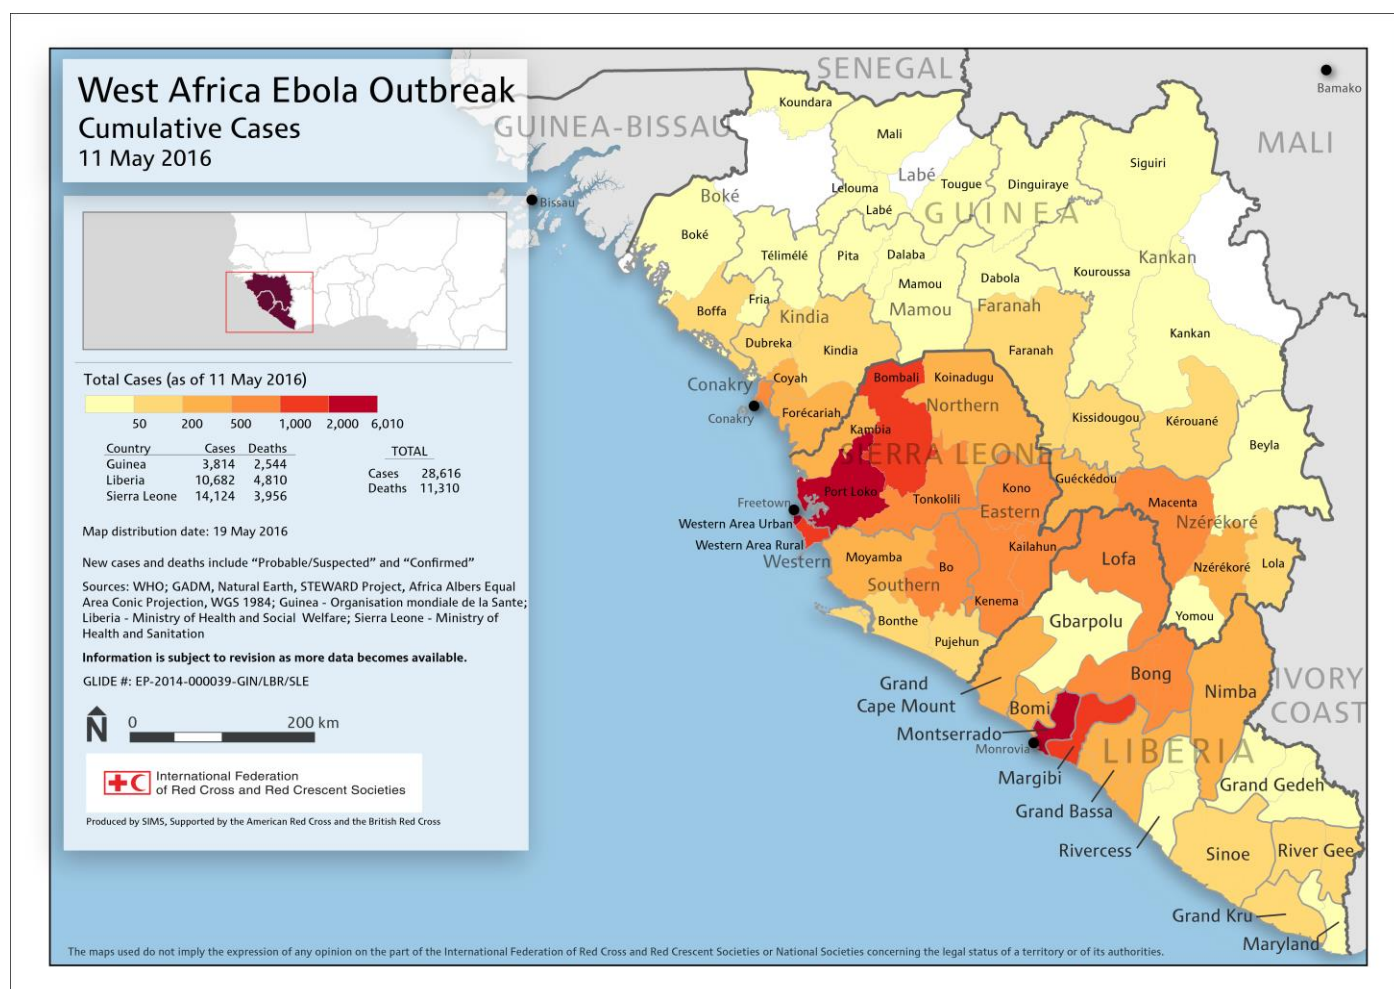 West Africa Ebola Outbreak
Cumulative Cases
11 May 2016
Total Cases (as of 11 May 2016)
50 200 500 1,000 2,000 6,010
Country Cases Deaths
Guinea 3,814 2,544
Liberia 10,682 4,810
Sierra Leone 14,124 3,956
TOTAL
Cases 28,616
Deaths 11,310
Map distribution date: 19 May 2016
New cases and deaths include “Probable/Suspected” and “Confirmed”
Sources: WHO; GADM, Natural Earth, STEWARD Project, Africa Albers Equal
Area Conic Projection, WGS 1984; Guinea - Organisation mondiale de la Sante;
Liberia - Ministry of Health and Social Welfare; Sierra Leone - Ministry of
Health and Sanitation
Information is subject to revision as more data becomes available.
GLIDE #: EP-2014-000039-GIN/LBR/SLE
N
0 200 km
International Federation
of Red Cross and Red Crescent Societies
Produced by SIMS, Supported by the American Red Cross and the British Red Cross
SENEGAL
Bamako
GUINEA-BISSAU
MALI
Koundara
Mali
Siguiri
Labé
Lelouma
Tougue
Dinguiraye
Boké
Bissau
Labé
GUINEA
Boké
Télimélé
Pita
Dalaba
Kankan
Kouroussa
Dabola
Mamou
Fria
Boffa
Kindia
Mamou
Faranah
Kankan
Dubreka
Kindia
Faranah
Conakry
Coyah
Bombali
Koinadugu
Conakry
Forécariah
Northern
Kissidougou
Kérouané
Kambia
Beyla
SIERRA LEONE
Guéckédou
Port Loko
Kono
Tonkolili
Macenta
Freetown
Eastern
Nzérékoré
Western Area Urban
Western Area Rural
Kailahun
Western
Moyamba
Lofa
Bo
Nzérékoré
Lola
Southern
Kenema
Yomou
Bonthe
Gbarpolu
Pujehun
Bong
Grand
Cape Mount
Nimba
IVORY
COAST
Bomi
Montserrado
Monrovia
LIBERIA
Margibi
Grand Gedeh
Grand Bassa
Rivercess
Sinoe
River Gee
Grand Kru
Maryland
The maps used do not imply the expression of any opinion on the part of the International Federation of Red Cross and Red Crescent Societies or National Societies concerning the legal status of a territory or of its authorities.